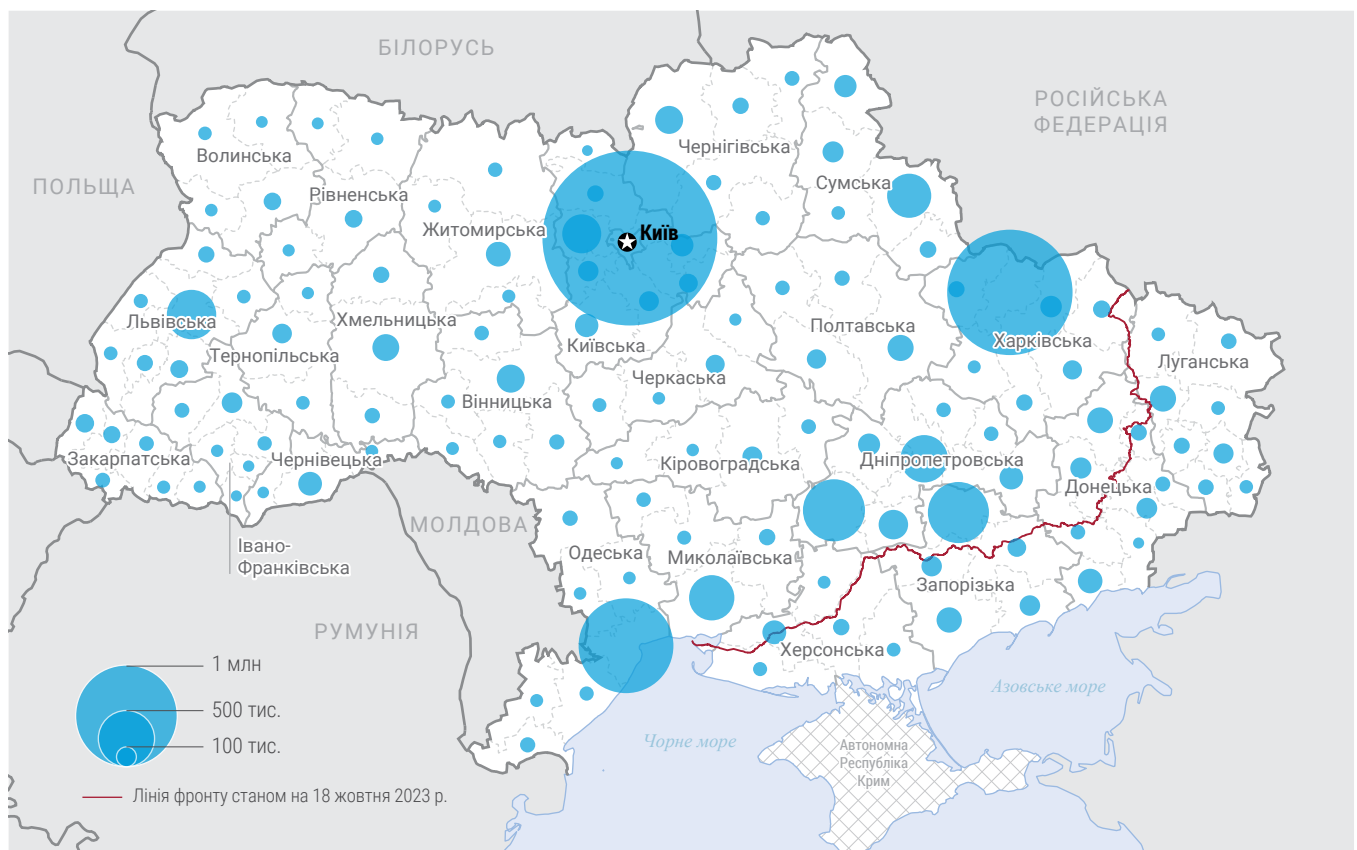 БІЛОРУСЬ
РОСІЙСЬКА
ФЕДЕРАЦІЯ
ПОЛЬЩА
Волинська
Рівненська
Житомирська
Київ
Чернігівська
Сумська
Львівська
Тернопільська
Хмельницька
Київська
Полтавська
Харківська
Луганська
Вінницька
Черкаська
Закарпатська
Чернівецька
Кіровоградська
Дніпропетровська
Донецька
Івано-
Франківська
МОЛДОВА
Одеська
Миколаївська
Запорізька
РУМУНІЯ
Херсонська
Азовське море
Чорне море
Автономна
Республіка
Крим
1 млн
500 тис.
100 тис.
Лінія фронту станом на 18 жовтня 2023 р.